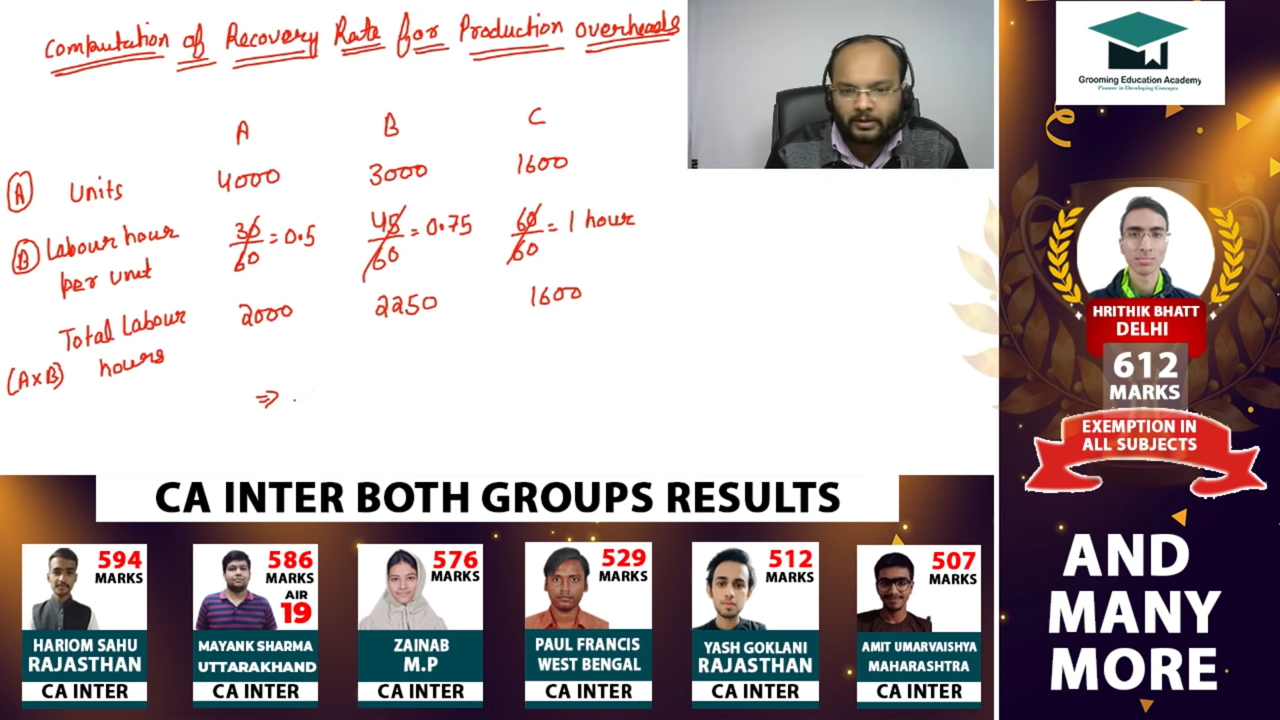 Computation of Recovery Rate for Production overheads
A B C
(A) Units 4000 3000 1600
(B) Labour hour per unit 30/60 = 0.5 45/60 = 0.75 60/60 = 1 hour
Total Labour hours 2000 2250 1600
(A×B)
⇒
Grooming Education Academy
Pioneer in Developing Concepts
HRITHIK BHATT
DELHI
612
MARKS
EXEMPTION IN
ALL SUBJECTS
AND
MANY
MORE
CA INTER BOTH GROUPS RESULTS
594
MARKS
HARIOM SAHU
RAJASTHAN
CA INTER
586
MARKS
AIR
19
MAYANK SHARMA
UTTARAKHAND
CA INTER
576
MARKS
ZAINAB
M.P
CA INTER
529
MARKS
PAUL FRANCIS
WEST BENGAL
CA INTER
512
MARKS
YASH GOKLANI
RAJASTHAN
CA INTER
507
MARKS
AMIT UMARVAISHYA
MAHARASHTRA
CA INTER